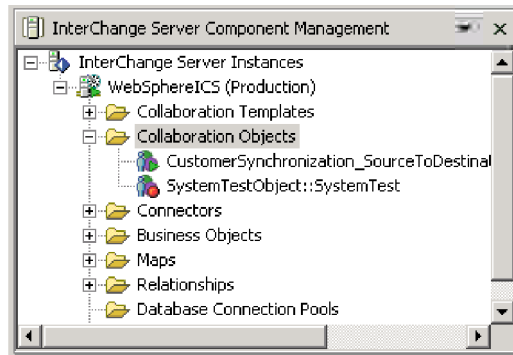 InterChange Server Component Management
InterChange Server Instances
WebSphereICS (Production)
Collaboration Templates
Collaboration Objects
CustomerSynchronization_SourceToDestinal
SystemTestObject::SystemTest
Connectors
Business Objects
Maps
Relationships
Database Connection Pools